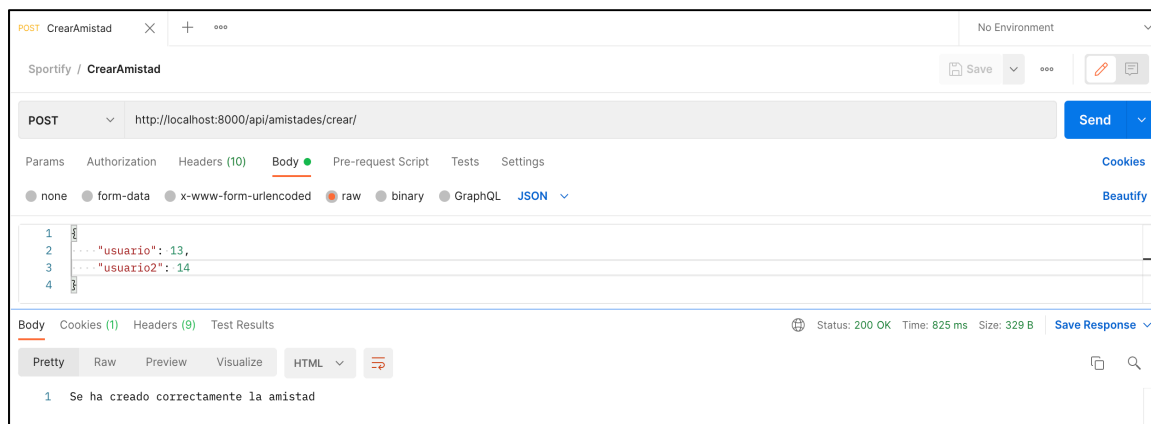 POST CrearAmistad
No Environment
Sportify / CrearAmistad
Save
POST http://localhost:8000/api/amistades/crear/ Send
Params Authorization Headers (10) Body Pre-request Script Tests Settings Cookies
none form-data x-www-form-urlencoded raw binary GraphQL JSON Beautify
1 {
2 "usuario": 13,
3 "usuario2": 14
4 }
Body Cookies (1) Headers (9) Test Results Status: 200 OK Time: 825 ms Size: 329 B Save Response
Pretty Raw Preview Visualize HTML
1 Se ha creado correctamente la amistad